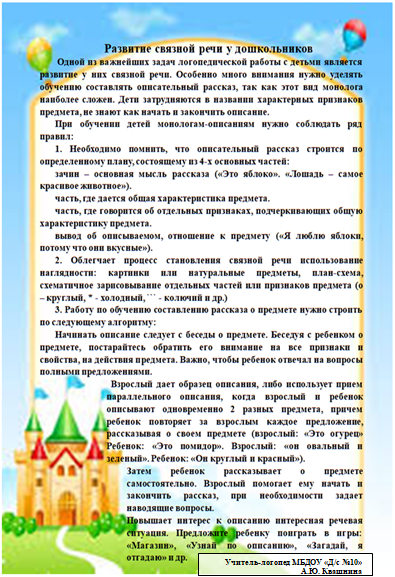 Развитие связной речи у дошкольников
Одной из важнейших задач логопедической работы с детьми является
развитие у них связной речи. Особенно много внимания нужно уделять
обучению составлять описательный рассказ, так как этот вид монолога
наиболее сложен. Дети затрудняются в названии характерных признаков
предмета, не знают как начать и закончить описание.
При обучении детей монологам-описаниям нужно соблюдать ряд
правил:
1. Необходимо помнить, что описательный рассказ строится по
определенному плану, состоящему из 4-х основных частей:
зачин – основная мысль рассказа («Это яблоко». «Лошадь – самое
красивое животное»).
часть, где дается общая характеристика предмета.
часть, где говорится об отдельных признаках, подчеркивающих общую
характеристику предмета.
вывод об описываемом, отношение к предмету («Я люблю яблоки,
потому что они вкусные»).
2. Облегчает процесс становления связной речи использование
наглядности: картинки или натуральные предметы, план-схема,
схематичное зарисовывание отдельных частей или признаков предмета (о
– круглый, * - холодный, ``` - колючий и др.)
3. Работу по обучению составлению рассказа о предмете нужно строить
по следующему алгоритму:
Начинать описание следует с беседы о предмете. Беседуя с ребенком о
предмете, постарайтесь обратить его внимание на все признаки и
свойства, на действия предмета. Важно, чтобы ребенок отвечал на вопросы
полными предложениями.
Взрослый дает образец описания, либо использует прием
параллельного описания, когда взрослый и ребенок
описывают одновременно 2 разных предмета, причем
ребенок повторяет за взрослым каждое предложение,
рассказывая о своем предмете (взрослый: «Это огурец»
Ребенок: «Это помидор». Взрослый: «он овальный и
зеленый». Ребенок: «Он круглый и красный»).
Затем ребенок рассказывает о предмете
самостоятельно. Взрослый помогает ему начать и
закончить рассказ, при необходимости задает
наводящие вопросы.
Повышает интерес к описанию интересная речевая
ситуация. Предложите ребенку поиграть в игры:
«Магазин», «Узнай по описанию», «Загадай, я
отгадаю» и др.
Учитель-логопед МБДОУ «Д/с №10»
А.Ю. Квашнина